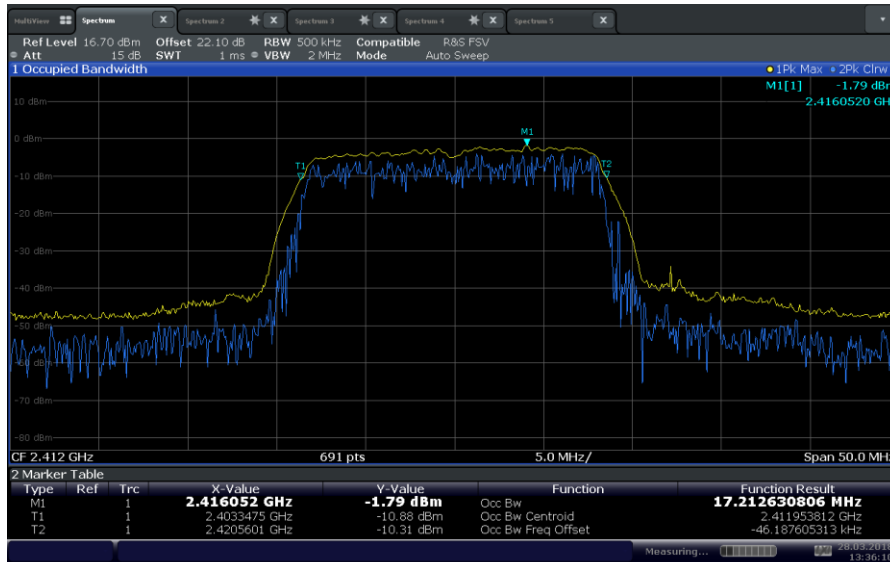 MultiView Spectrum X Spectrum 2 X Spectrum 3 X Spectrum 4 X Spectrum 5 X
Ref Level 16.70 dBm Offset 22.10 dB RBW 500 kHz Compatible R&S FSV
Att 15 dB SWT 1 ms VBW 2 MHz Mode Auto Sweep
1 Occupied Bandwidth 1Pk Max 2Pk Clrw
M1[1] -1.79 dBm
2.4160520 GH
10 dBm
0 dBm
M1
T1 T2
-10 dBm
-20 dBm
-30 dBm
-40 dBm
-50 dBm
-60 dBm
-70 dBm
-80 dBm
CF 2.412 GHz 691 pts 5.0 MHz/ Span 50.0 MH
2 Marker Table
Type Ref Trc X-Value Y-Value Function Function Result
M1 1 2.416052 GHz -1.79 dBm Occ Bw 17.212630806 MHz
T1 1 2.4033475 GHz -10.88 dBm Occ Bw Centroid 2.411953812 GHz
T2 1 2.4205601 GHz -10.31 dBm Occ Bw Freq Offset -46.187605313 kHz
Measuring... 28.03.201
13:36:1